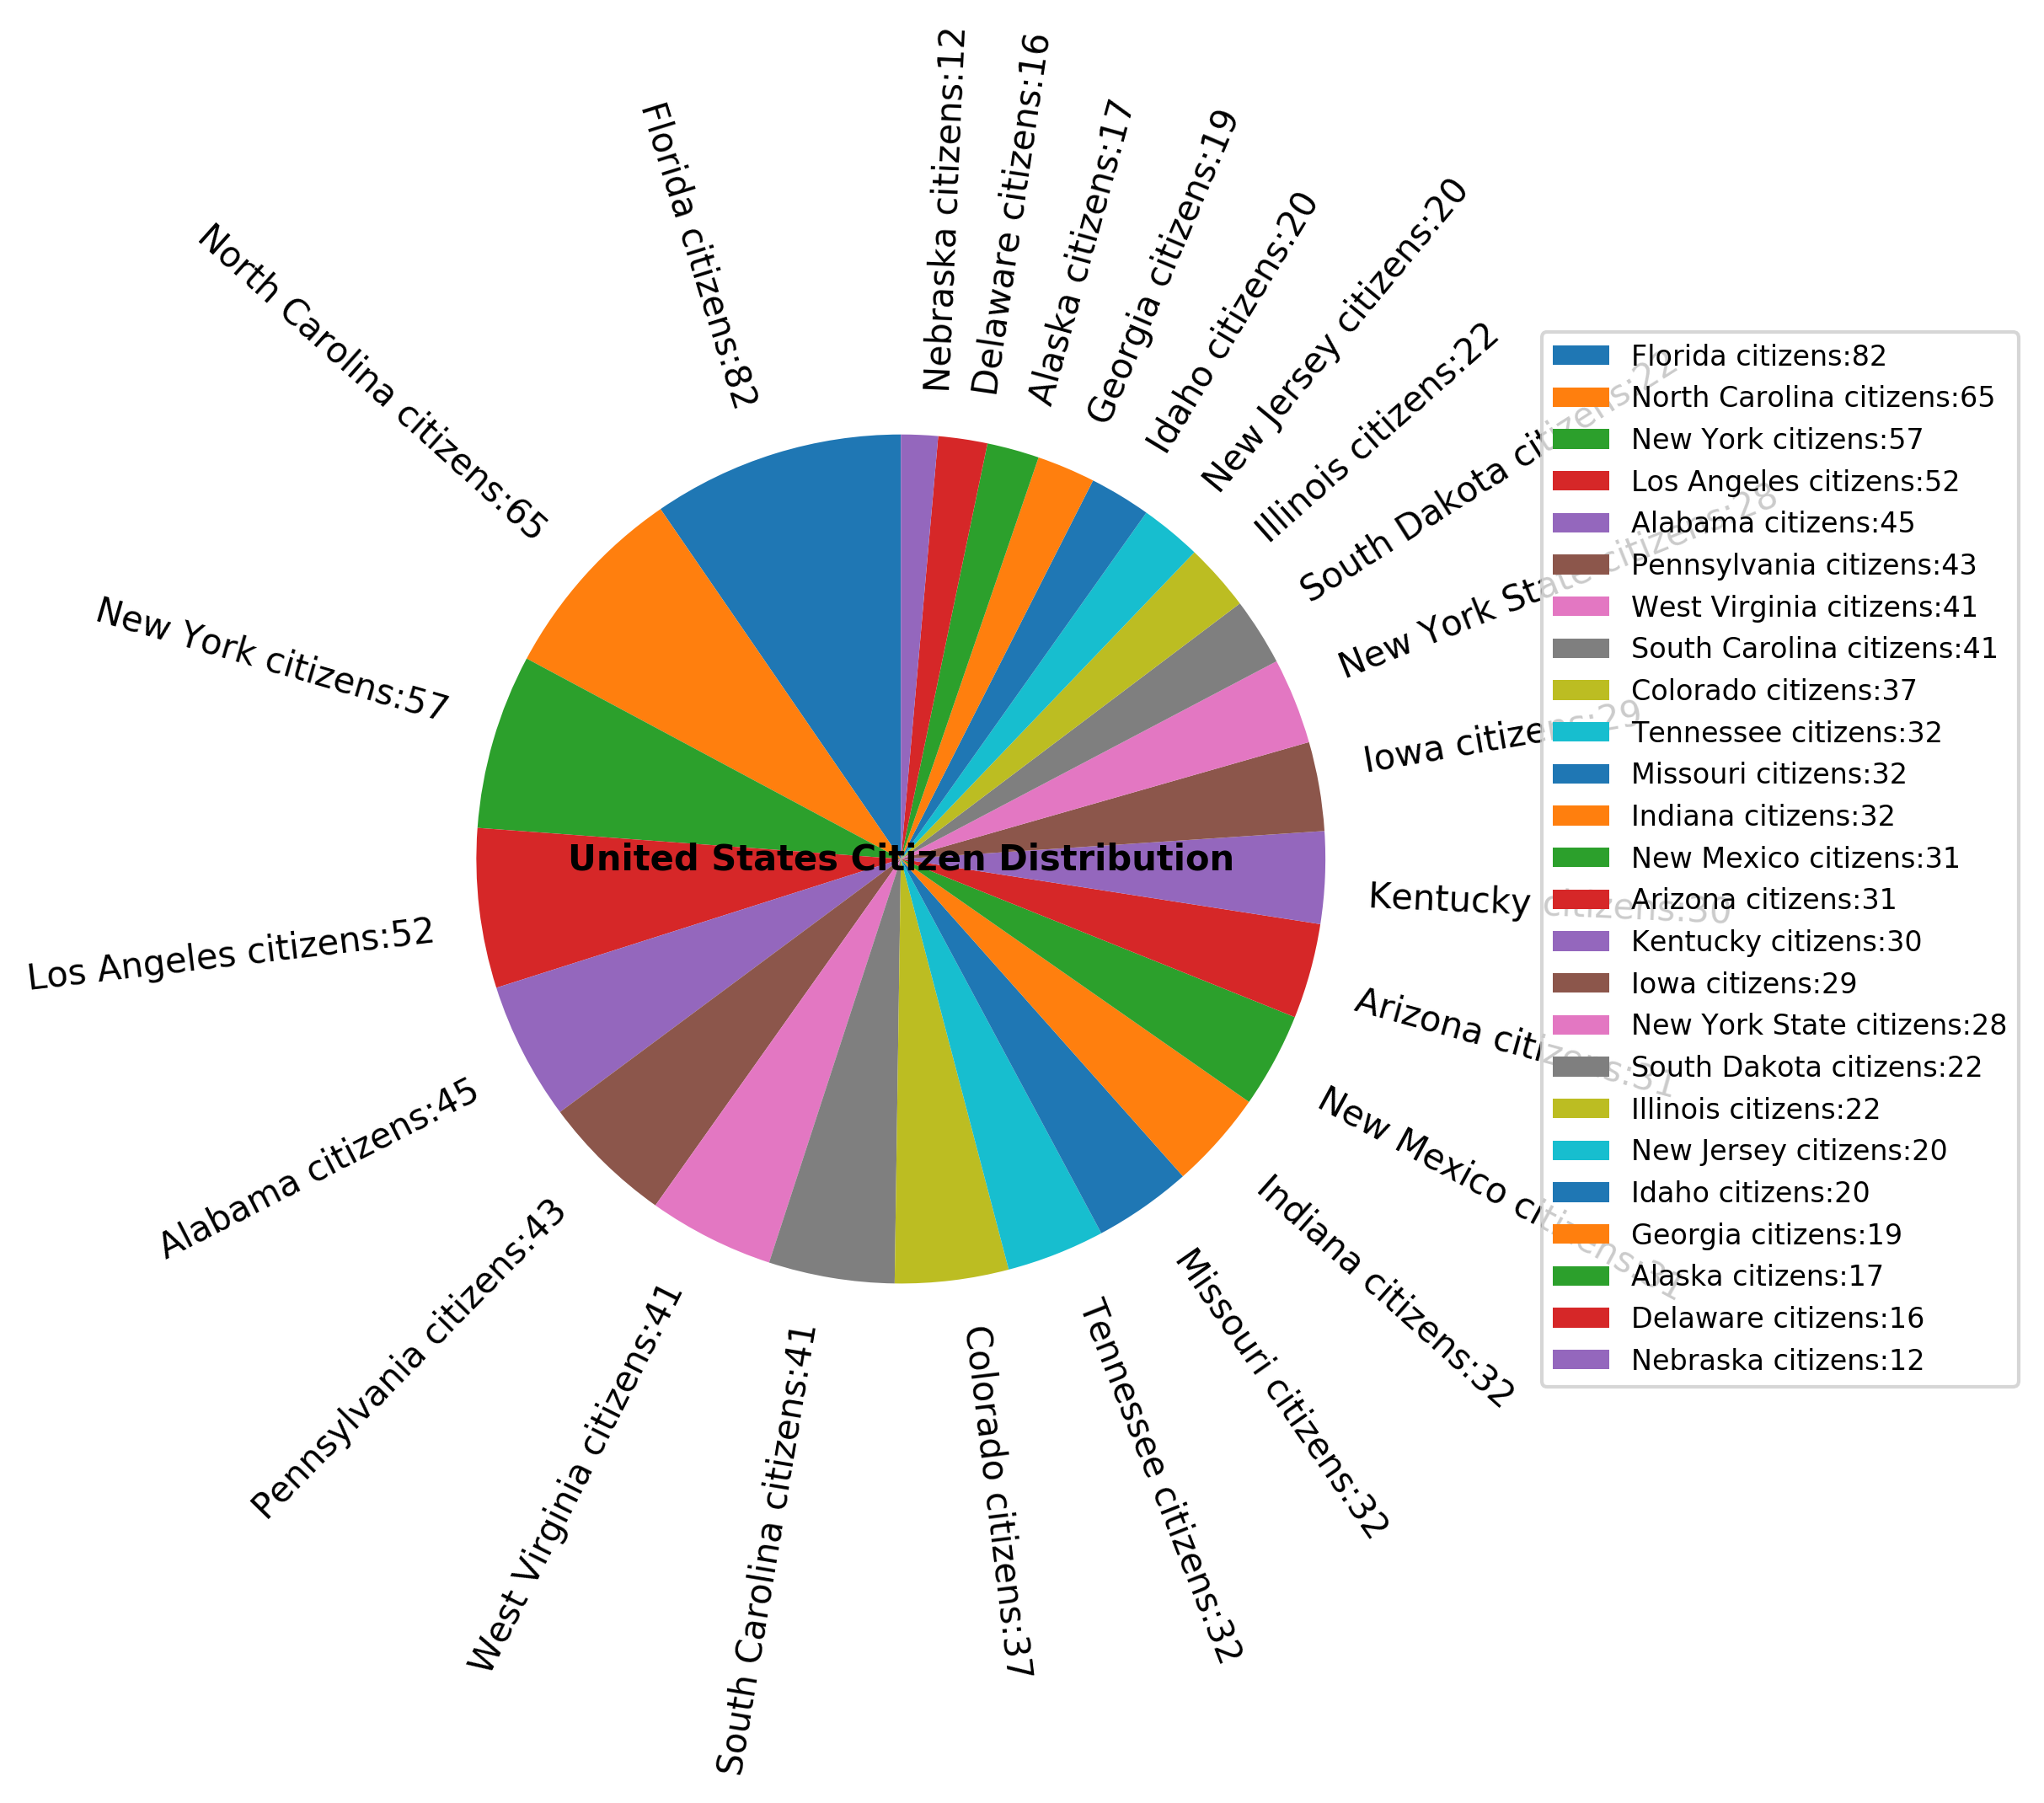 Nebraska citizens:12
Delaware citizens:16
Alaska citizens:17
Georgia citizens:19
Idaho citizens:20
New Jersey citizens:20
Illinois citizens:22
South Dakota citizens:22
New York State citizens:28
Iowa citizens:29
Kentucky citizens:30
Arizona citizens:31
New Mexico citizens:31
Indiana citizens:32
Missouri citizens:32
Tennessee citizens:32
Colorado citizens:37
South Carolina citizens:41
West Virginia citizens:41
Pennsylvania citizens:43
Alabama citizens:45
Los Angeles citizens:52
New York citizens:57
North Carolina citizens:65
Florida citizens:82
United States Citizen Distribution
Florida citizens:82
North Carolina citizens:65
New York citizens:57
Los Angeles citizens:52
Alabama citizens:45
Pennsylvania citizens:43
West Virginia citizens:41
South Carolina citizens:41
Colorado citizens:37
Tennessee citizens:32
Missouri citizens:32
Indiana citizens:32
New Mexico citizens:31
Arizona citizens:31
Kentucky citizens:30
Iowa citizens:29
New York State citizens:28
South Dakota citizens:22
Illinois citizens:22
New Jersey citizens:20
Idaho citizens:20
Georgia citizens:19
Alaska citizens:17
Delaware citizens:16
Nebraska citizens:12